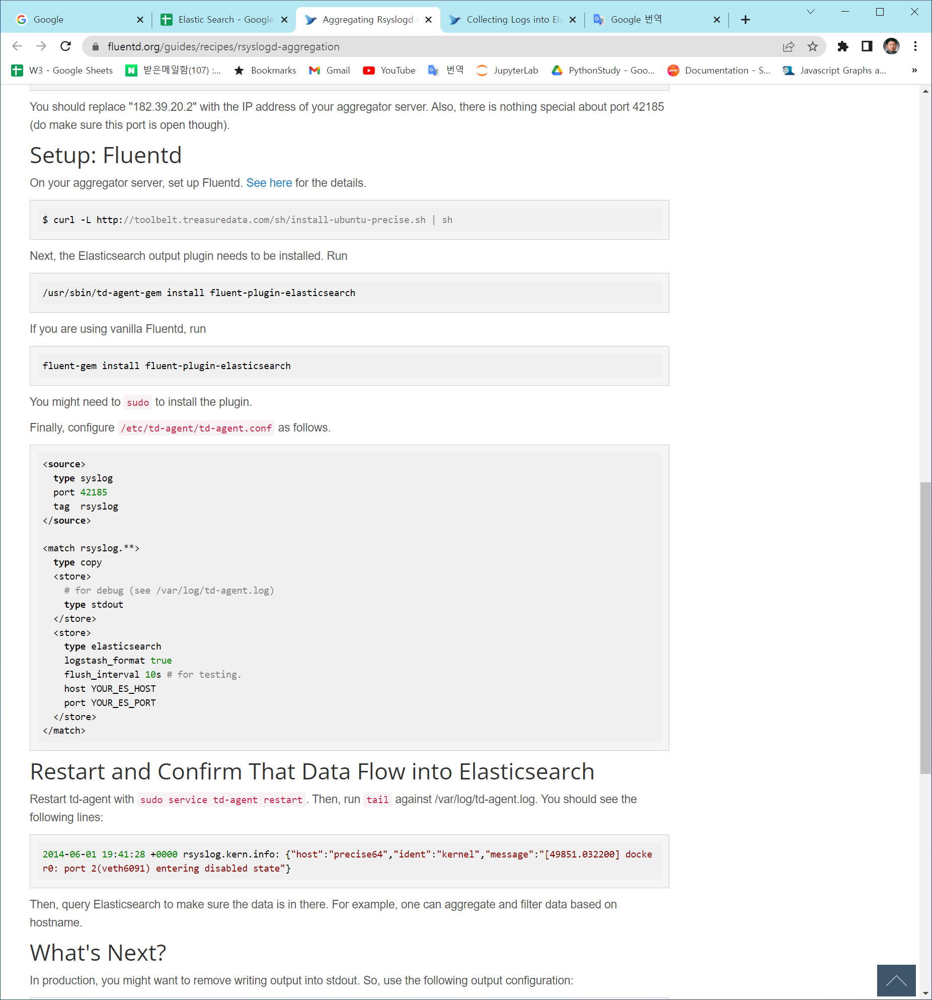 Google
Elastic Search - Google
Aggregating Rsyslogd
Collecting Logs into Ela
Google 번역
fluentd.org/guides/recipes/rsyslogd-aggregation
W3 - Google Sheets
받은메일함(107) :...
Bookmarks
Gmail
YouTube
번역
JupyterLab
PythonStudy - Goo...
Documentation - S...
Javascript Graphs a...
»
You should replace "182.39.20.2" with the IP address of your aggregator server. Also, there is nothing special about port 42185
(do make sure this port is open though).
Setup: Fluentd
On your aggregator server, set up Fluentd. See here for the details.
$ curl -L http://toolbelt.treasuredata.com/sh/install-ubuntu-precise.sh | sh
Next, the Elasticsearch output plugin needs to be installed. Run
/usr/sbin/td-agent-gem install fluent-plugin-elasticsearch
If you are using vanilla Fluentd, run
fluent-gem install fluent-plugin-elasticsearch
You might need to sudo to install the plugin.
Finally, configure /etc/td-agent/td-agent.conf as follows.
<source>
  type syslog
  port 42185
  tag  rsyslog
</source>

<match rsyslog.**>
  type copy
  <store>
    # for debug (see /var/log/td-agent.log)
    type stdout
  </store>
  <store>
    type elasticsearch
    logstash_format true
    flush_interval 10s # for testing.
    host YOUR_ES_HOST
    port YOUR_ES_PORT
  </store>
</match>
Restart and Confirm That Data Flow into Elasticsearch
Restart td-agent with sudo service td-agent restart. Then, run tail against /var/log/td-agent.log. You should see the
following lines:
2014-06-01 19:41:28 +0000 rsyslog.kern.info: {"host":"precise64","ident":"kernel","message":"[49851.032200] docke
r0: port 2(veth6091) entering disabled state"}
Then, query Elasticsearch to make sure the data is in there. For example, one can aggregate and filter data based on
hostname.
What's Next?
In production, you might want to remove writing output into stdout. So, use the following output configuration: